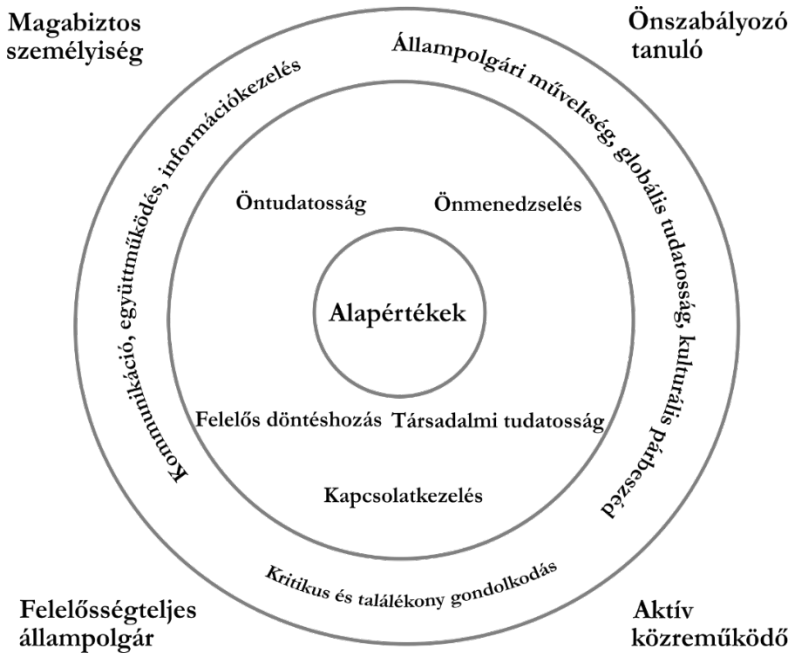 Magabiztos
személyiség
Önszabályozó
tanuló
Kommunikáció, együttműködés, információkezelés
Állampolgári műveltség, globális tudatosság, kulturális párbeszéd
Öntudatosság
Önmenedzselés
Alapértékek
Felelős döntéshozás
Társadalmi tudatosság
Kapcsolatkezelés
Kritikus és találékony gondolkodás
Felelősségteljes
állampolgár
Aktív
közreműködő